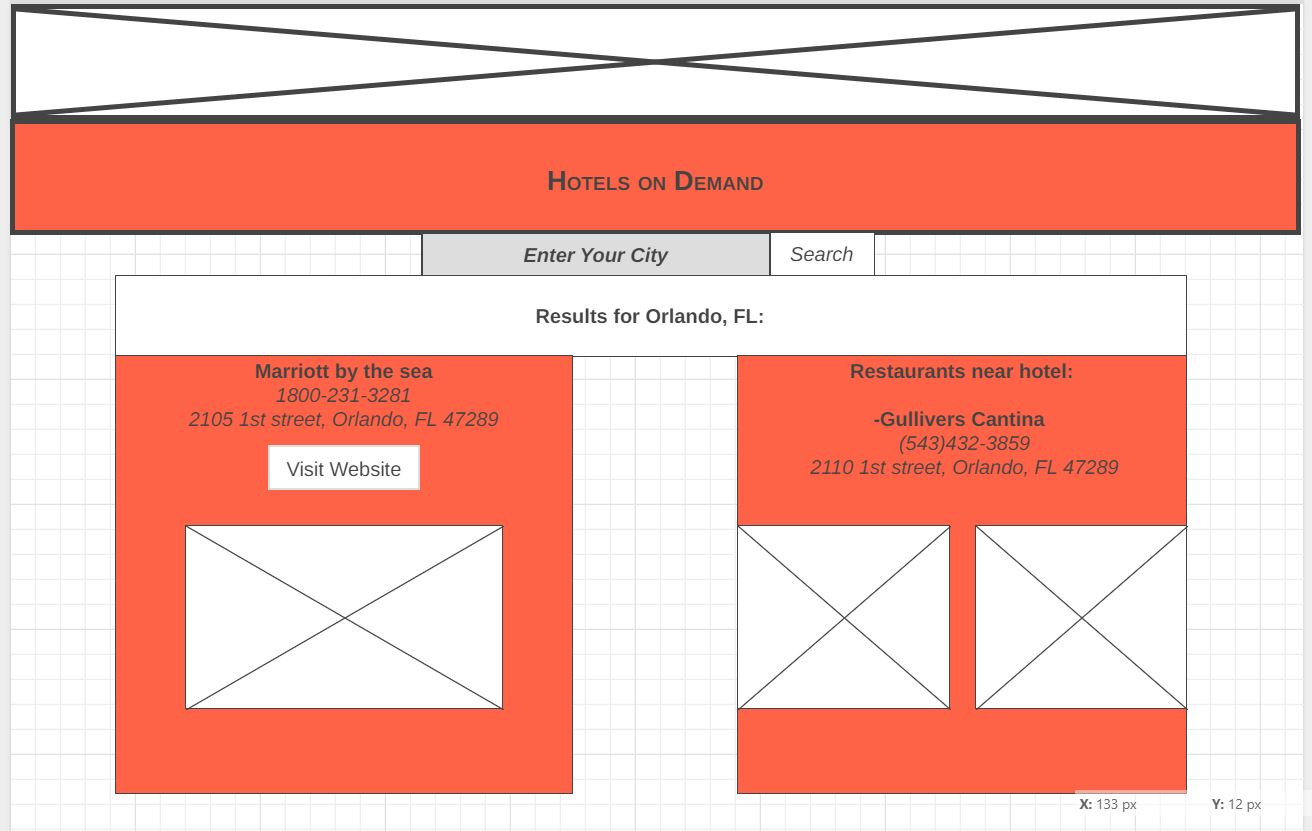 Hotels on Demand
Enter Your City
Search
Results for Orlando, FL:
Marriott by the sea
1800-231-3281
2105 1st street, Orlando, FL 47289
Visit Website
Restaurants near hotel:
-Gullivers Cantina
(543)432-3859
2110 1st street, Orlando, FL 47289
X: 133 px
Y: 12 px